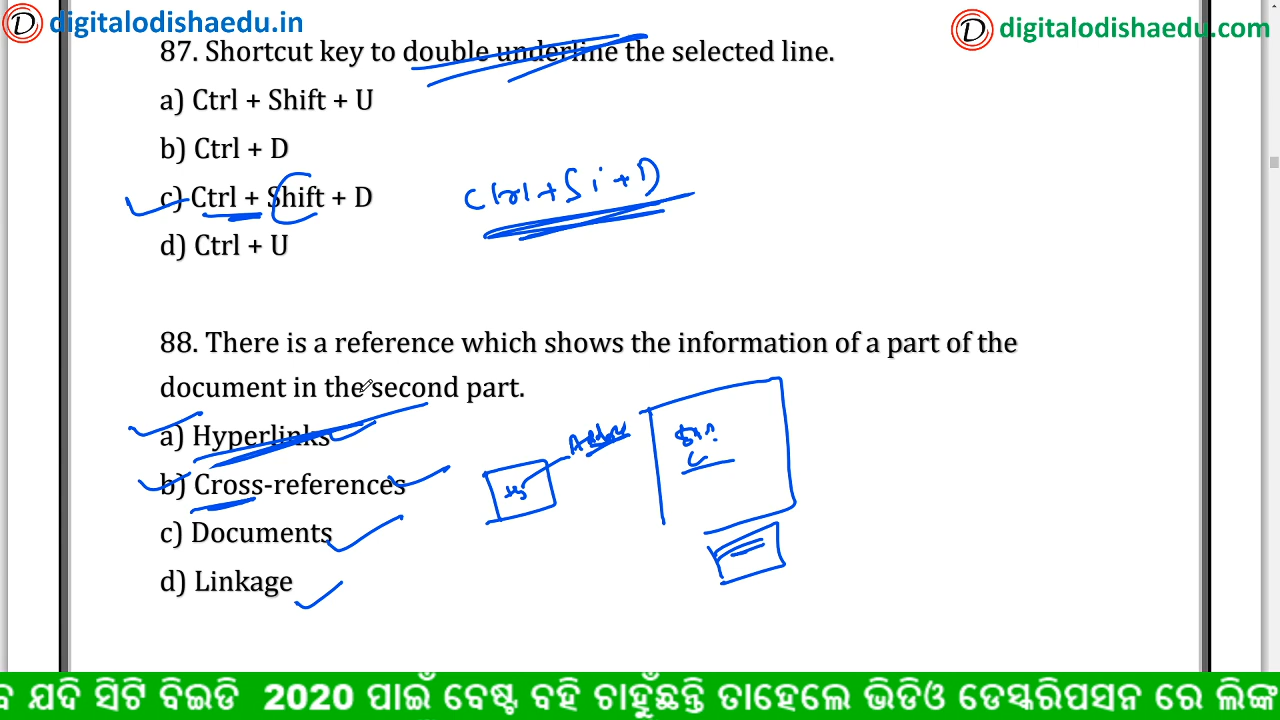 digitalodishaedu.in
digitalodishaedu.com
87. Shortcut key to double underline the selected line.
a) Ctrl + Shift + U
b) Ctrl + D
c) Ctrl + Shift + D
Ctrl + Si + D
d) Ctrl + U
88. There is a reference which shows the information of a part of the
document in the second part.
a) Hyperlinks
b) Cross-references
c) Documents
d) Linkage
ଯଦି ସିଟି ବିଇଡି 2020 ପାଇଁ ବେଷ୍ଟ ବହି ଚାହୁଁଛନ୍ତି ତାହେଲେ ଭିଡିଓ ଡେସ୍କରିପସନ ରେ ଲିଙ୍କ